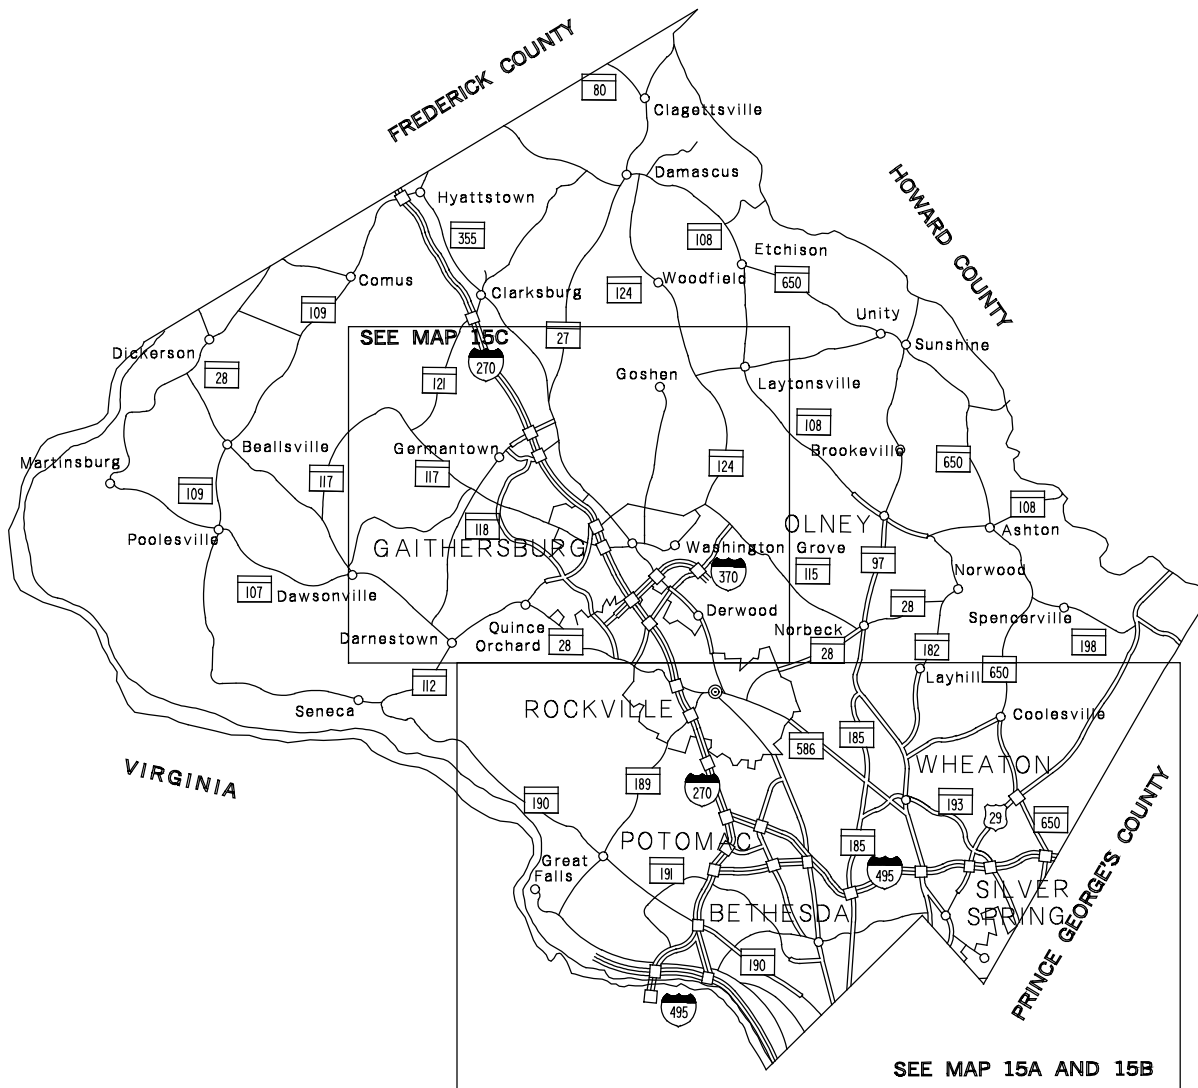 FREDERICK COUNTY
80
Clagettsville
Damascus
HOWARD COUNTY
Hyattstown
355
108
Etchison
Comus
Clarksburg
124
Woodfield
650
109
Unity
SEE MAP 15C
27
Sunshine
Dickerson
28
270
121
Goshen
Laytonsville
108
Beallsville
Germantown
Brookeville
Martinsburg
117
117
124
650
109
108
118
OLNEY
Ashton
Poolesville
GAITHERSBURG
Washington Grove
97
370
115
Norwood
107
Dawsonville
28
Derwood
Spencerville
Quince
Orchard
28
Norbeck
Darnestown
28
182
198
112
Layhill
650
Seneca
ROCKVILLE
Coolesville
586
185
WHEATON
VIRGINIA
189
270
190
193
29
650
POTOMAC
185
Great
Falls
191
495
SILVER
SPRING
BETHESDA
PRINCE GEORGE'S COUNTY
190
495
SEE MAP 15A AND 15B